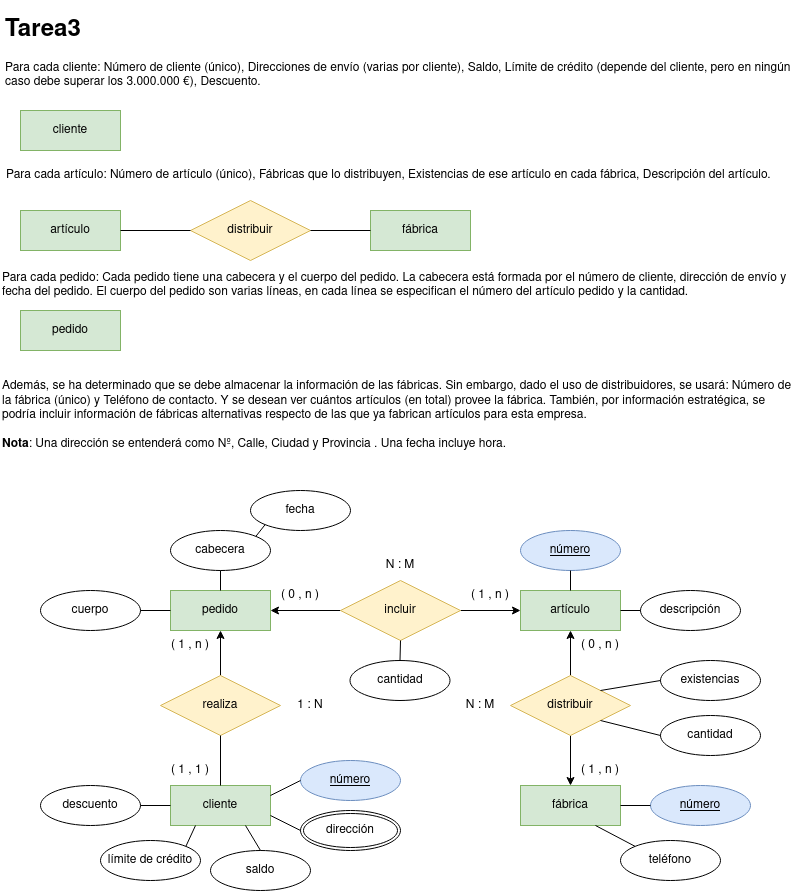 Tarea3
Para cada cliente: Número de cliente (único), Direcciones de envío (varias por cliente), Saldo, Límite de crédito (depende del cliente, pero en ningún
caso debe superar los 3.000.000 €), Descuento.
cliente
Para cada artículo: Número de artículo (único), Fábricas que lo distribuyen, Existencias de ese artículo en cada fábrica, Descripción del artículo.
artículo
distribuir
fábrica
Para cada pedido: Cada pedido tiene una cabecera y el cuerpo del pedido. La cabecera está formada por el número de cliente, dirección de envío y
fecha del pedido. El cuerpo del pedido son varias líneas, en cada línea se especifican el número del artículo pedido y la cantidad.
pedido
Además, se ha determinado que se debe almacenar la información de las fábricas. Sin embargo, dado el uso de distribuidores, se usará: Número de
la fábrica (único) y Teléfono de contacto. Y se desean ver cuántos artículos (en total) provee la fábrica. También, por información estratégica, se
podría incluir información de fábricas alternativas respecto de las que ya fabrican artículos para esta empresa.
Nota: Una dirección se entenderá como Nº, Calle, Ciudad y Provincia . Una fecha incluye hora.
fecha
cabecera
N : M
número
cuerpo
pedido
( 0 , n )
incluir
( 1 , n )
artículo
descripción
( 1 , n )
( 0 , n )
cantidad
existencias
realiza
1 : N
N : M
distribuir
cantidad
( 1 , 1 )
( 1 , n )
número
descuento
cliente
fábrica
número
dirección
límite de crédito
saldo
teléfono